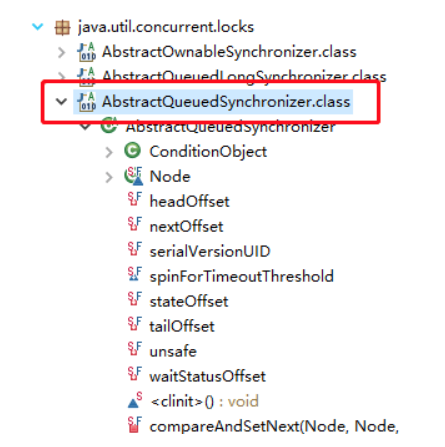 java.util.concurrent.locks
AbstractOwnableSynchronizer.class
AbstractQueuedLongSynchronizer.class
AbstractQueuedSynchronizer.class
AbstractQueuedSynchronizer
ConditionObject
Node
headOffset
nextOffset
serialVersionUID
spinForTimeoutThreshold
stateOffset
tailOffset
unsafe
waitStatusOffset
<clinit>() : void
compareAndSetNext(Node, Node,